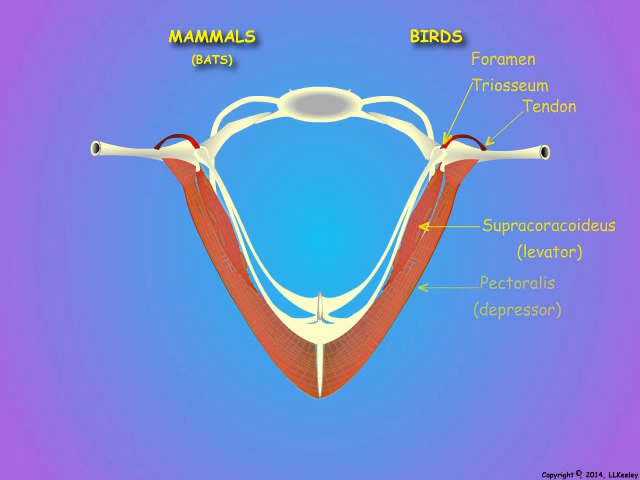 MAMMALS
(BATS)
BIRDS
Foramen
Triosseum
Tendon
Supracoracoideus
(levator)
Pectoralis
(depressor)
Copyright © 2014, LLKeeley